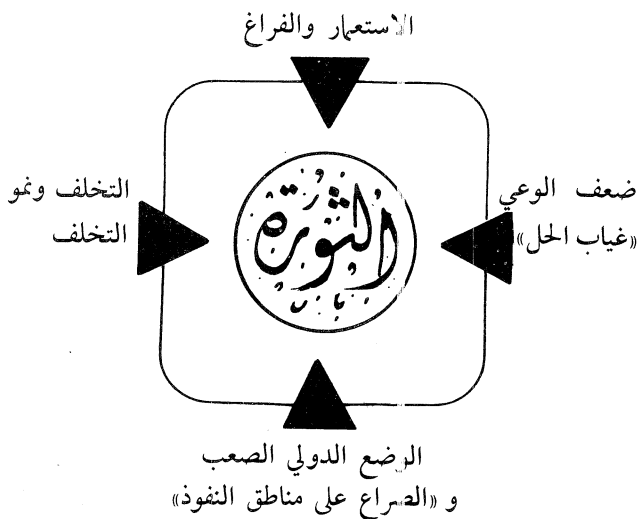 الاستعمار والفراغ
ضعف الوعي
«غياب الحل»
الثورة
التخلف ونمو
التخلف
الوضع الدولي الصعب
و «الصراع على مناطق النفوذ»